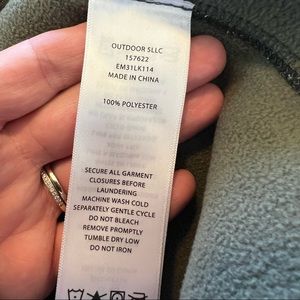 OUTDOOR 5LLC
157622
EM31LK114
MADE IN CHINA
100% POLYESTER
SECURE ALL GARMENT
CLOSURES BEFORE
LAUNDERING
MACHINE WASH COLD
SEPARATELY GENTLE CYCLE
DO NOT BLEACH
REMOVE PROMPTLY
TUMBLE DRY LOW
DO NOT IRON